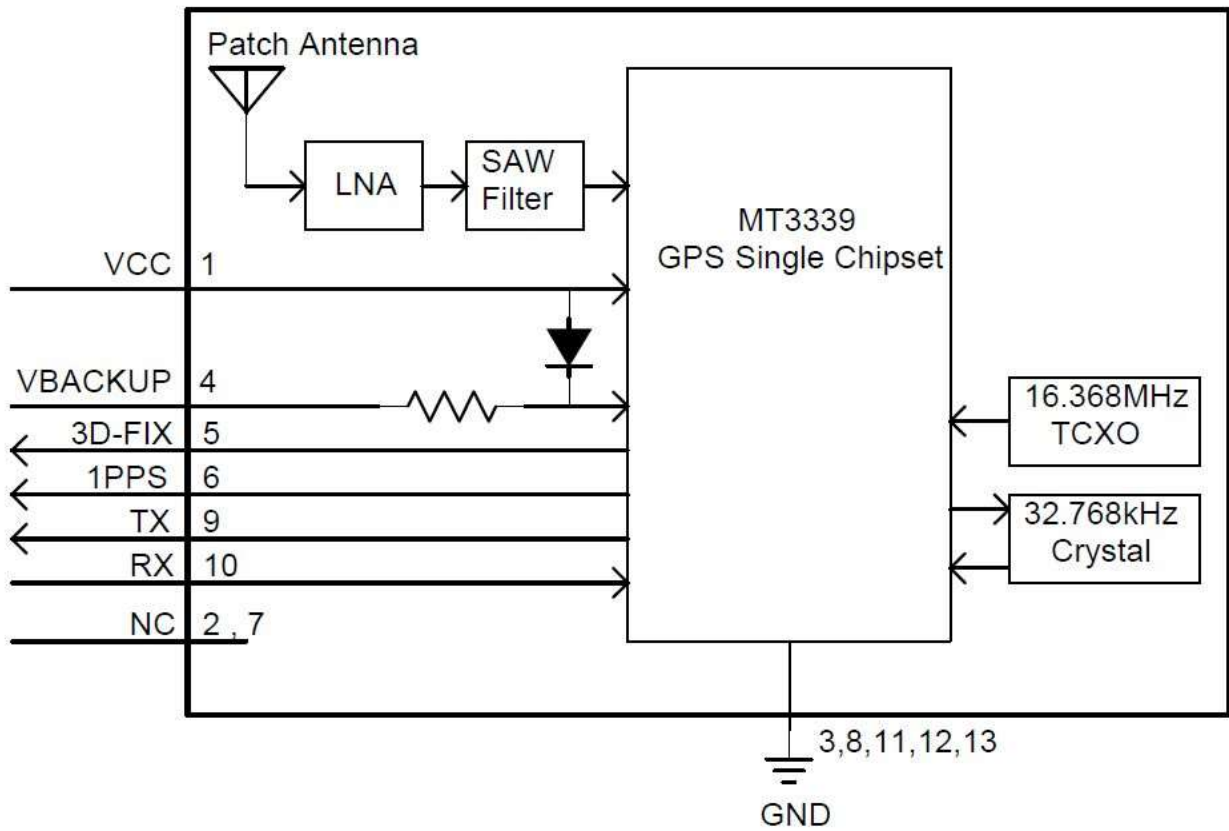 Patch Antenna
LNA
SAW
Filter
MT3339
GPS Single Chipset
VCC 1
VBACKUP 4
3D-FIX 5
1PPS 6
TX 9
RX 10
NC 2 , 7
16.368MHz
TCXO
32.768kHz
Crystal
3,8,11,12,13
GND